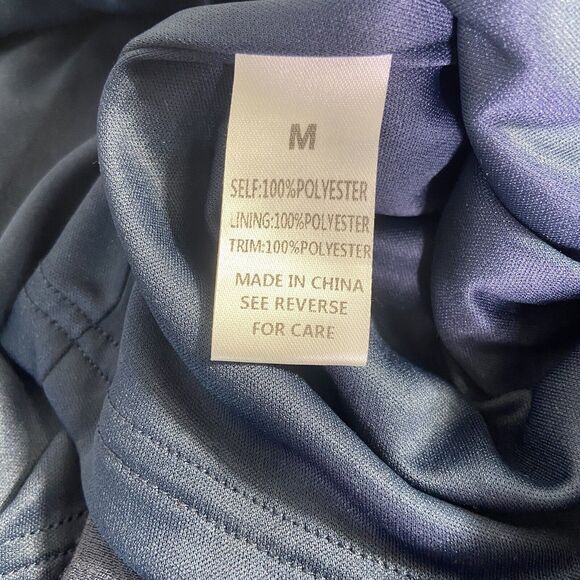 M
SELF:100%POLYESTER
LINING:100%POLYESTER
TRIM:100%POLYESTER
MADE IN CHINA
SEE REVERSE
FOR CARE